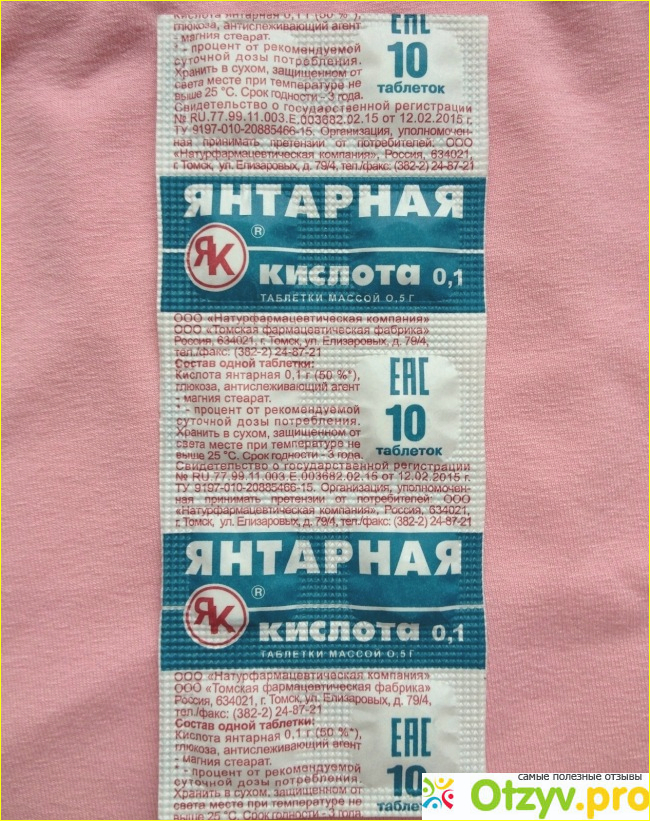 Кислота янтарная 0,1 г (50 %*),
глюкоза, антислеживающий агент
- магния стеарат.
* - процент от рекомендуемой
суточной дозы потребления.
Хранить в сухом, защищенном от
света месте при температуре не
выше 25 °С. Срок годности - 3 года.
Свидетельство о государственной регистрации
№ RU.77.99.11.003.Е.003682.02.15 от 12.02.2015 г.
ТУ 9197-010-20885466-15. Организация, уполномочен-
ная принимать претензии от потребителей: ООО
«Натурфармацевтическая компания», Россия, 634021,
г. Томск, ул. Елизаровых, д. 79/4, тел./факс: (382-2) 24-87-21
ЕАС
10
таблеток
ЯНТАРНАЯ
ЯК ®
КИСЛОТА 0,1
ТАБЛЕТКИ МАССОЙ 0,5 Г
ООО «Натурфармацевтическая компания»
ООО «Томская фармацевтическая фабрика»
Россия, 634021, г. Томск, ул. Елизаровых, д. 79/4,
тел./факс: (382-2) 24-87-21
Состав одной таблетки:
Кислота янтарная 0,1 г (50 %*),
глюкоза, антислеживающий агент
- магния стеарат.
* - процент от рекомендуемой
суточной дозы потребления.
Хранить в сухом, защищенном от
света месте при температуре не
выше 25 °С. Срок годности - 3 года.
Свидетельство о государственной регистрации
№ RU.77.99.11.003.Е.003682.02.15 от 12.02.2015 г.
ТУ 9197-010-20885466-15. Организация, уполномочен-
ная принимать претензии от потребителей: ООО
«Натурфармацевтическая компания», Россия, 634021,
г. Томск, ул. Елизаровых, д. 79/4, тел./факс: (382-2) 24-87-21
ЕАС
10
таблеток
ЯНТАРНАЯ
ЯК ®
КИСЛОТА 0,1
ТАБЛЕТКИ МАССОЙ 0,5 Г
ООО «Натурфармацевтическая компания»
ООО «Томская фармацевтическая фабрика»
Россия, 634021, г. Томск, ул. Елизаровых, д. 79/4,
тел./факс: (382-2) 24-87-21
Состав одной таблетки:
Кислота янтарная 0,1 г (50 %*),
глюкоза, антислеживающий агент
- магния стеарат.
* - процент от рекомендуемой
суточной дозы потребления.
Хранить в сухом, защищенном от
света месте при температуре не
ЕАС
10
таблеток
самые полезные отзывы
Otzyv.pro